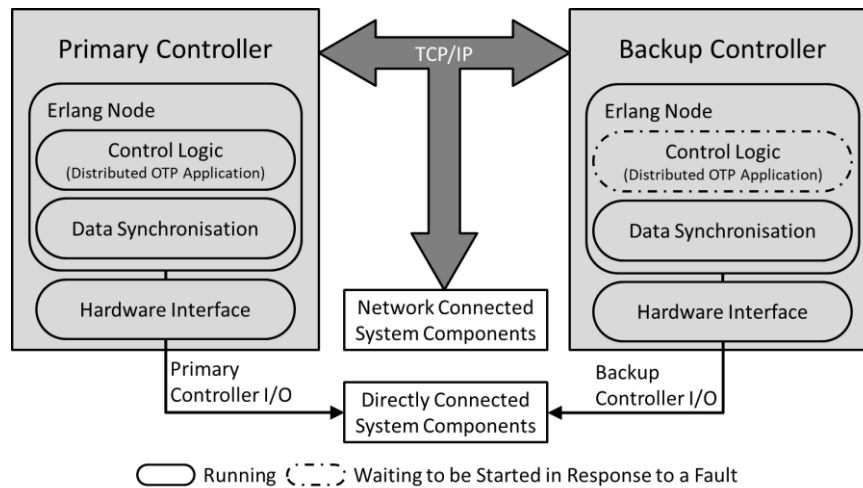 Primary Controller
Erlang Node
Control Logic
(Distributed OTP Application)
Data Synchronisation
Hardware Interface
TCP/IP
Backup Controller
Erlang Node
Control Logic
(Distributed OTP Application)
Data Synchronisation
Hardware Interface
Network Connected
System Components
Primary
Controller I/O
Directly Connected
System Components
Backup
Controller I/O
Running
Waiting to be Started in Response to a Fault